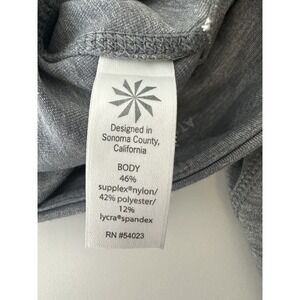 Designed in
Sonoma County,
California
BODY
46%
supplex®nylon/
42% polyester/
12%
lycra®spandex
RN #54023